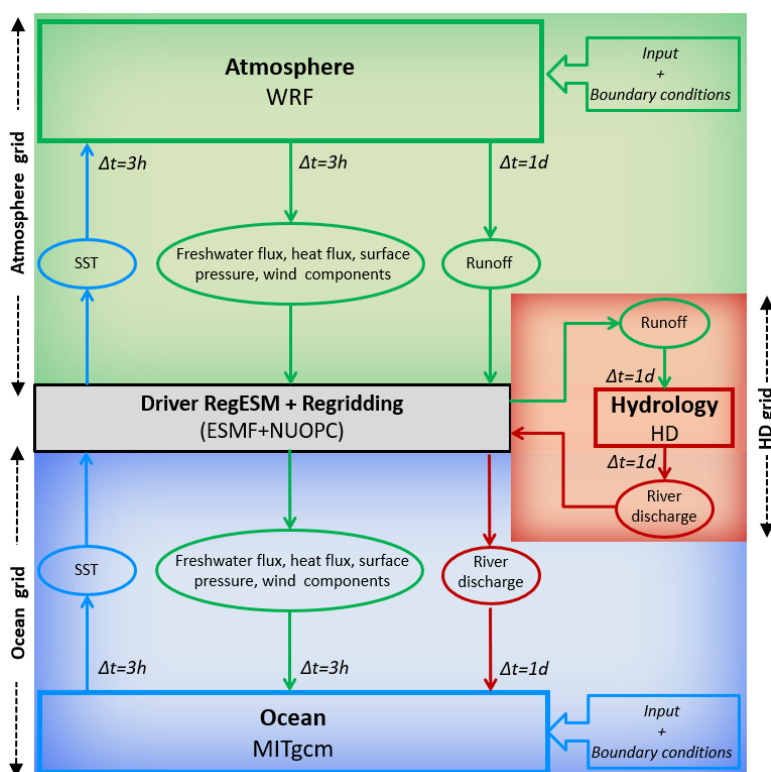 Atmosphere
WRF
Input
+
Boundary conditions
Δt=3h
Δt=3h
Δt=1d
SST
Freshwater flux, heat flux, surface
pressure, wind components
Runoff
Atmosphere grid
Driver RegESM + Regridding
(ESMF+NUOPC)
Runoff
Δt=1d
Hydrology
HD
Δt=1d
River
discharge
HD grid
SST
Freshwater flux, heat flux, surface
pressure, wind components
River
discharge
Δt=3h
Δt=3h
Δt=1d
Ocean grid
Ocean
MITgcm
Input
+
Boundary conditions